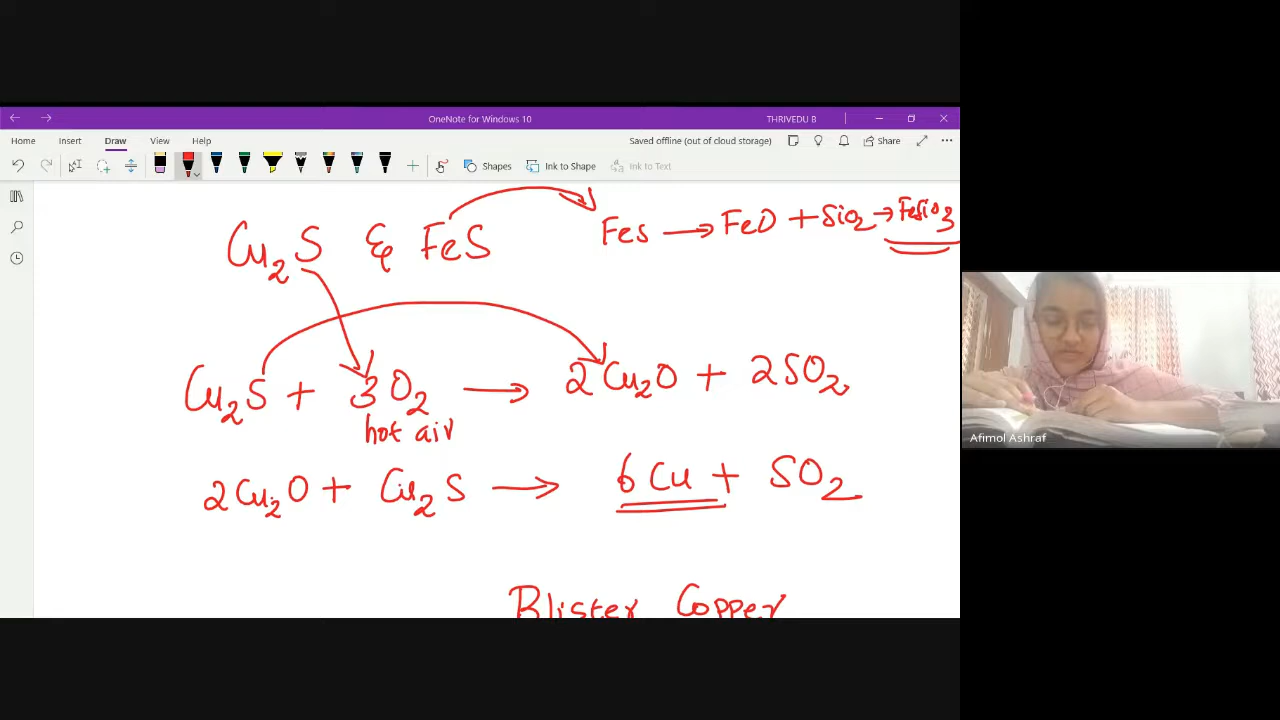 OneNote for Windows 10 THRIVEDU B
Home Insert Draw View Help Saved offline (out of cloud storage) Share
Shapes Ink to Shape Ink to Text
Cu2S & FeS FeS → FeO + SiO2 → FeSiO3
Cu2S + 3O2 → 2Cu2O + 2SO2
hot air
2Cu2O + Cu2S → 6Cu + SO2
Blister Copper
Afimol Ashraf